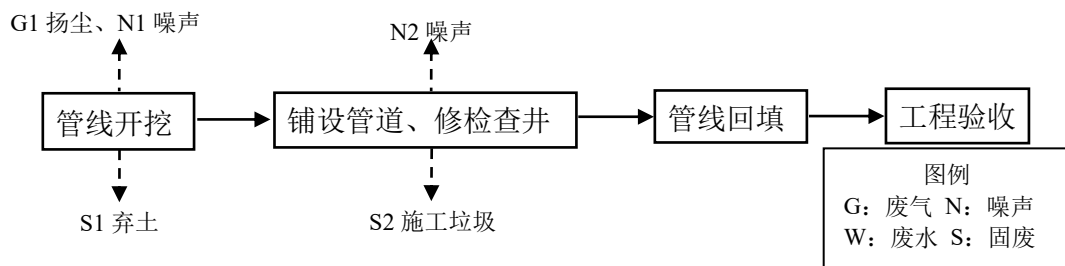 G1 扬尘、N1 噪声
N2 噪声
管线开挖
铺设管道、修检查井
管线回填
工程验收
S1 弃土
S2 施工垃圾
图例
G：废气 N：噪声
W：废水 S：固废